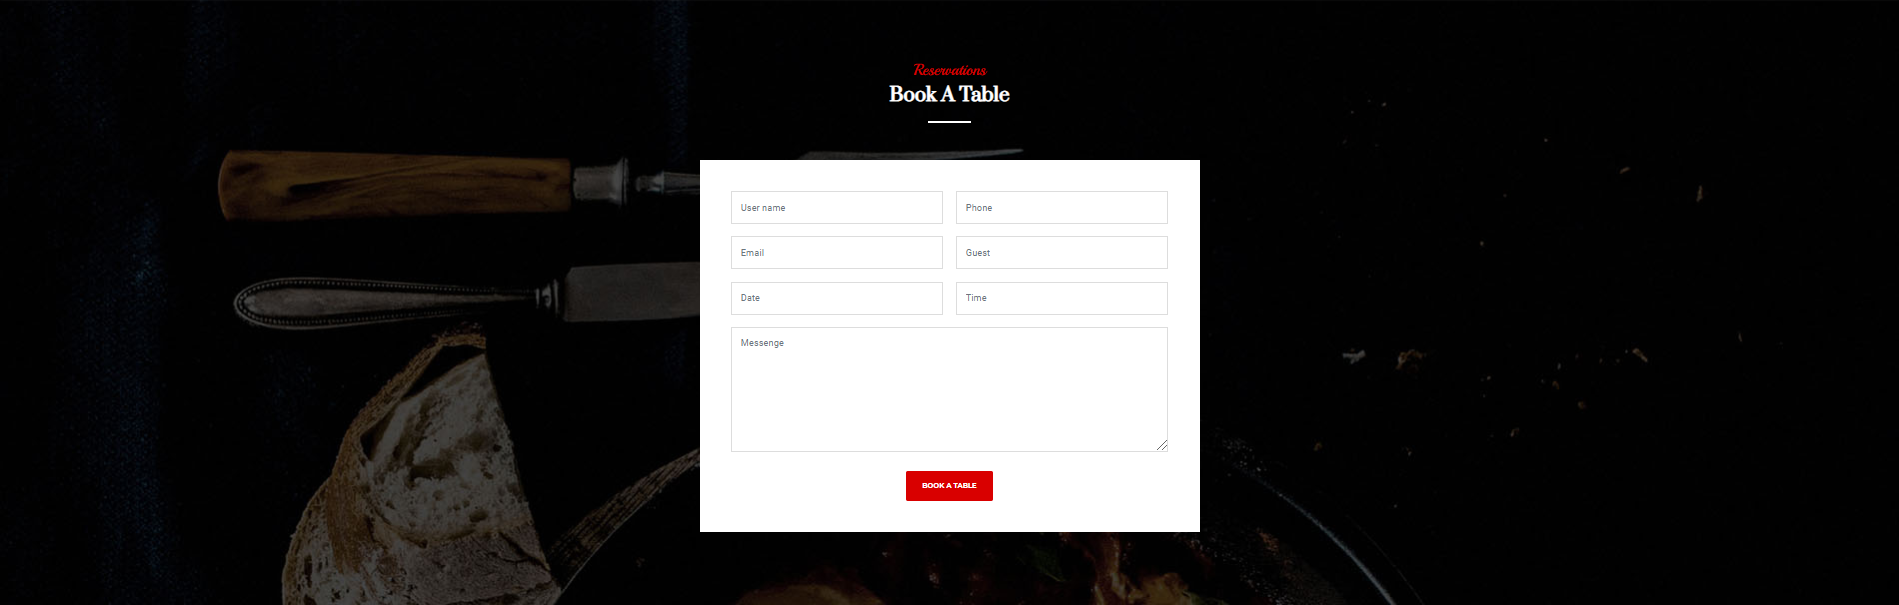 Reservations
Book A Table
User name
Phone
Email
Guest
Date
Time
Messenge
BOOK A TABLE